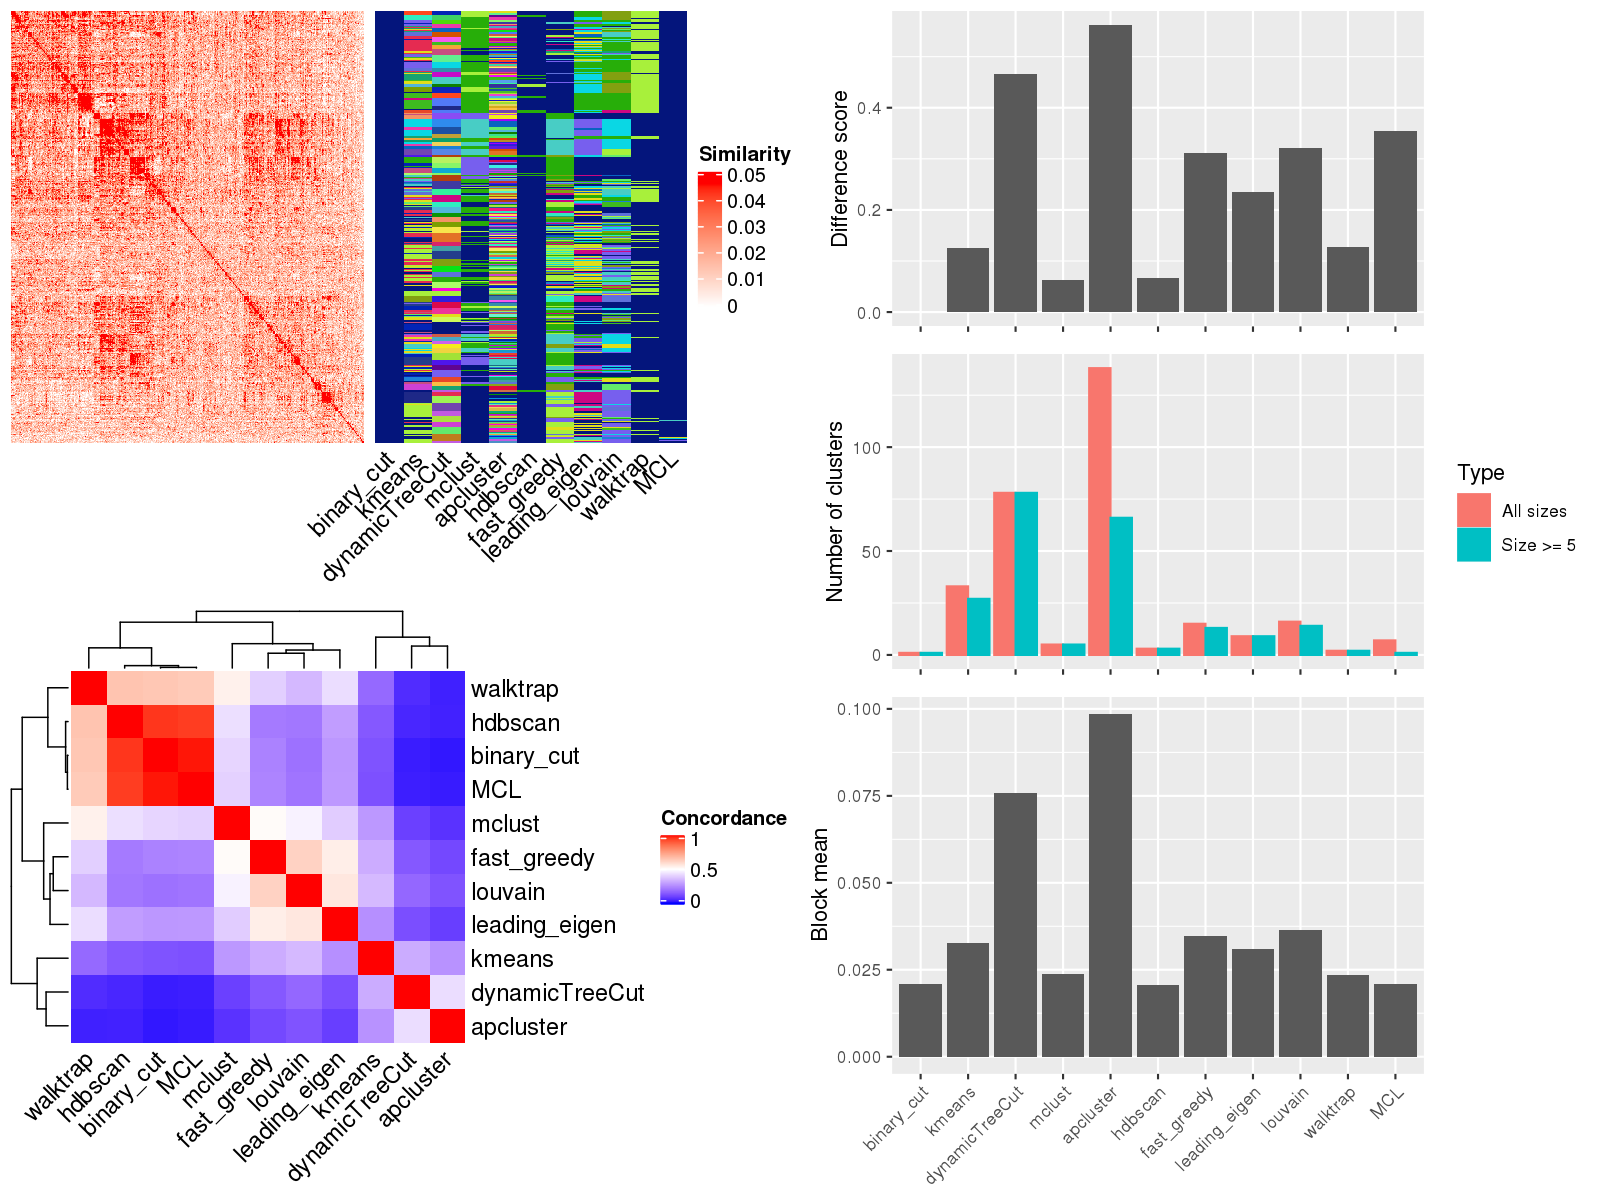 Similarity
0.05
0.04
0.03
0.02
0.01
0
binary_cut
kmeans
dynamicTreeCut
mclust
apcluster
hdbscan
fast_greedy
leading_eigen
louvain
walktrap
MCL
walktrap
hdbscan
binary_cut
MCL
mclust
fast_greedy
louvain
leading_eigen
kmeans
dynamicTreeCut
apcluster
Concordance
1
0.5
0
walktrap
hdbscan
binary_cut
MCL
mclust
fast_greedy
louvain
leading_eigen
kmeans
dynamicTreeCut
apcluster
Difference score
0.4
0.2
0.0
Number of clusters
100
50
0
Type
All sizes
Size >= 5
Block mean
0.100
0.075
0.050
0.025
0.000
binary_cut
kmeans
dynamicTreeCut
mclust
apcluster
hdbscan
fast_greedy
leading_eigen
louvain
walktrap
MCL